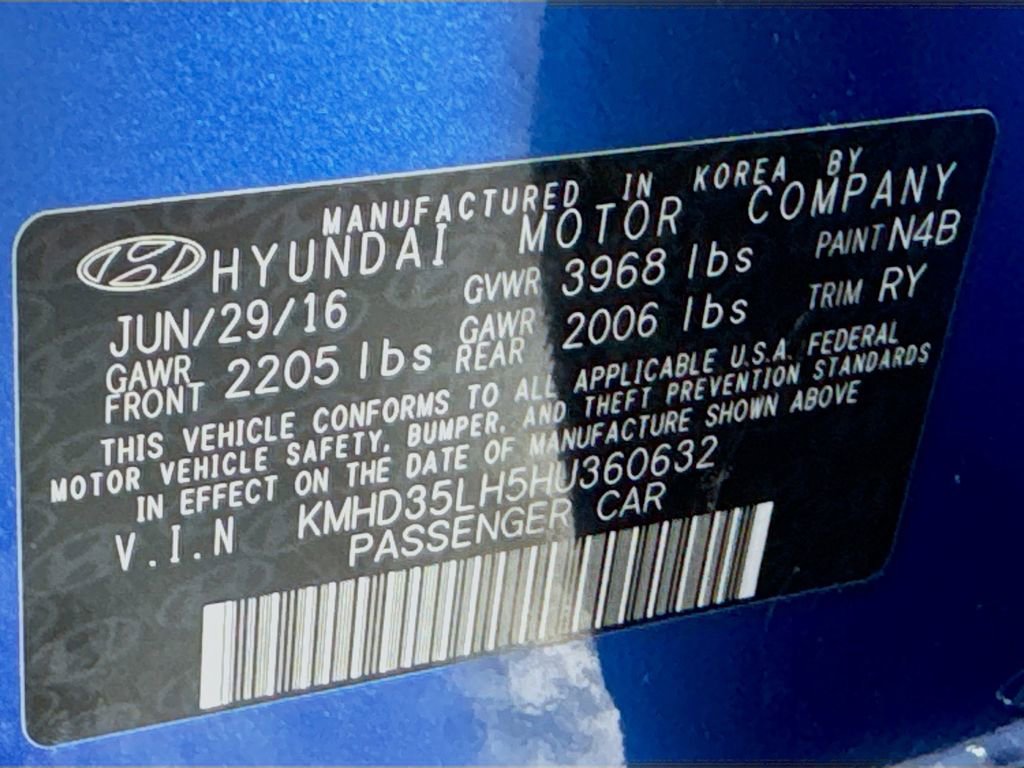 MANUFACTURED IN KOREA BY
HYUNDAI MOTOR COMPANY
JUN/29/16 GVWR 3968 lbs PAINT N4B
GAWR FRONT 2205 lbs GAWR REAR 2006 lbs TRIM RY
THIS VEHICLE CONFORMS TO ALL APPLICABLE U.S.A. FEDERAL
MOTOR VEHICLE SAFETY, BUMPER, AND THEFT PREVENTION STANDARDS
IN EFFECT ON THE DATE OF MANUFACTURE SHOWN ABOVE
V.I.N KMHD35LH5HU360632
PASSENGER CAR